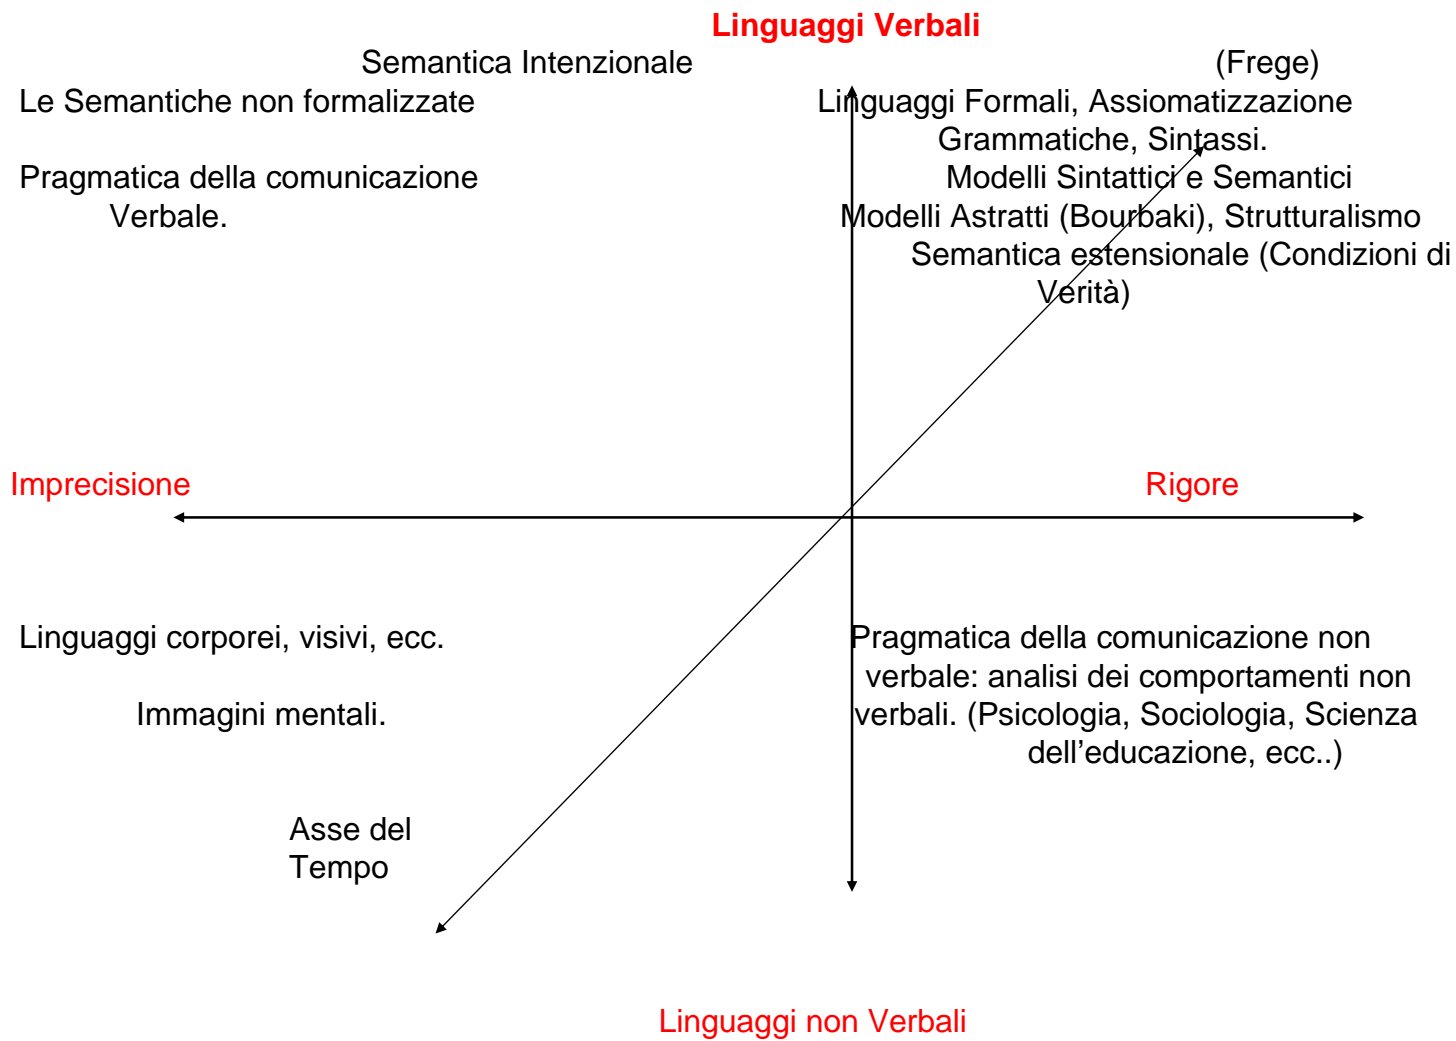 Linguaggi Verbali
Semantica Intenzionale
(Frege)
Le Semantiche non formalizzate
Linguaggi Formali, Assiomatizzazione
Grammatiche, Sintassi.
Pragmatica della comunicazione
Verbale.
Modelli Sintattici e Semantici
Modelli Astratti (Bourbaki), Strutturalismo
Semantica estensionale (Condizioni di
Verità)
Imprecisione
Rigore
Linguaggi corporei, visivi, ecc.
Immagini mentali.
Pragmatica della comunicazione non
verbale: analisi dei comportamenti non
verbali. (Psicologia, Sociologia, Scienza
dell’educazione, ecc..)
Asse del
Tempo
Linguaggi non Verbali